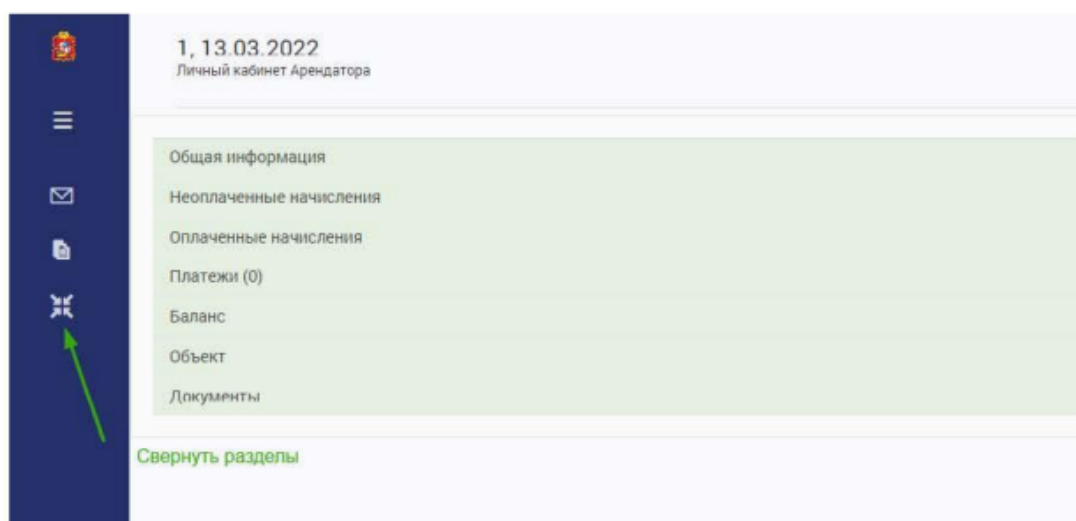 1, 13.03.2022
Личный кабинет Арендатора
Общая информация
Неоплаченные начисления
Оплаченные начисления
Платежи (0)
Баланс
Объект
Документы
Свернуть разделы